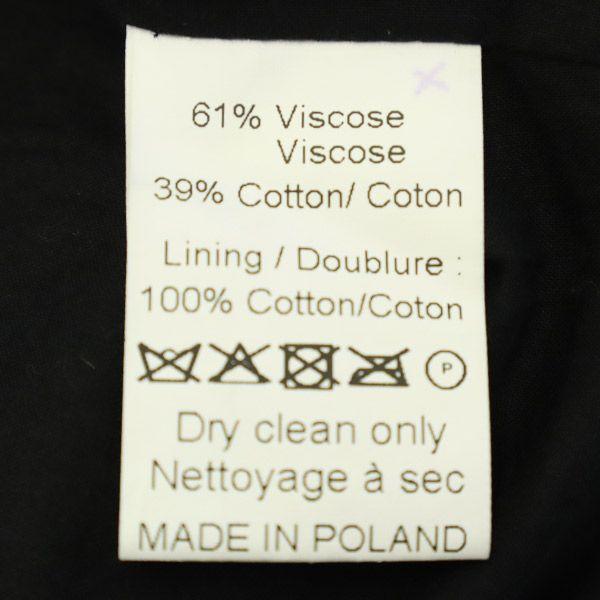 61% Viscose
Viscose
39% Cotton/ Coton
Lining / Doublure :
100% Cotton/Coton
P
Dry clean only
Nettoyage à sec
MADE IN POLAND